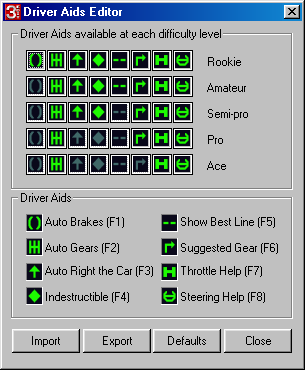 Driver Aids Editor
Driver Aids available at each difficulty level
Rookie
Amateur
Semi-pro
Pro
Ace
Driver Aids
Auto Brakes (F1)
Auto Gears (F2)
Auto Right the Car (F3)
Indestructible (F4)
Show Best Line (F5)
Suggested Gear (F6)
Throttle Help (F7)
Steering Help (F8)
Import
Export
Defaults
Close